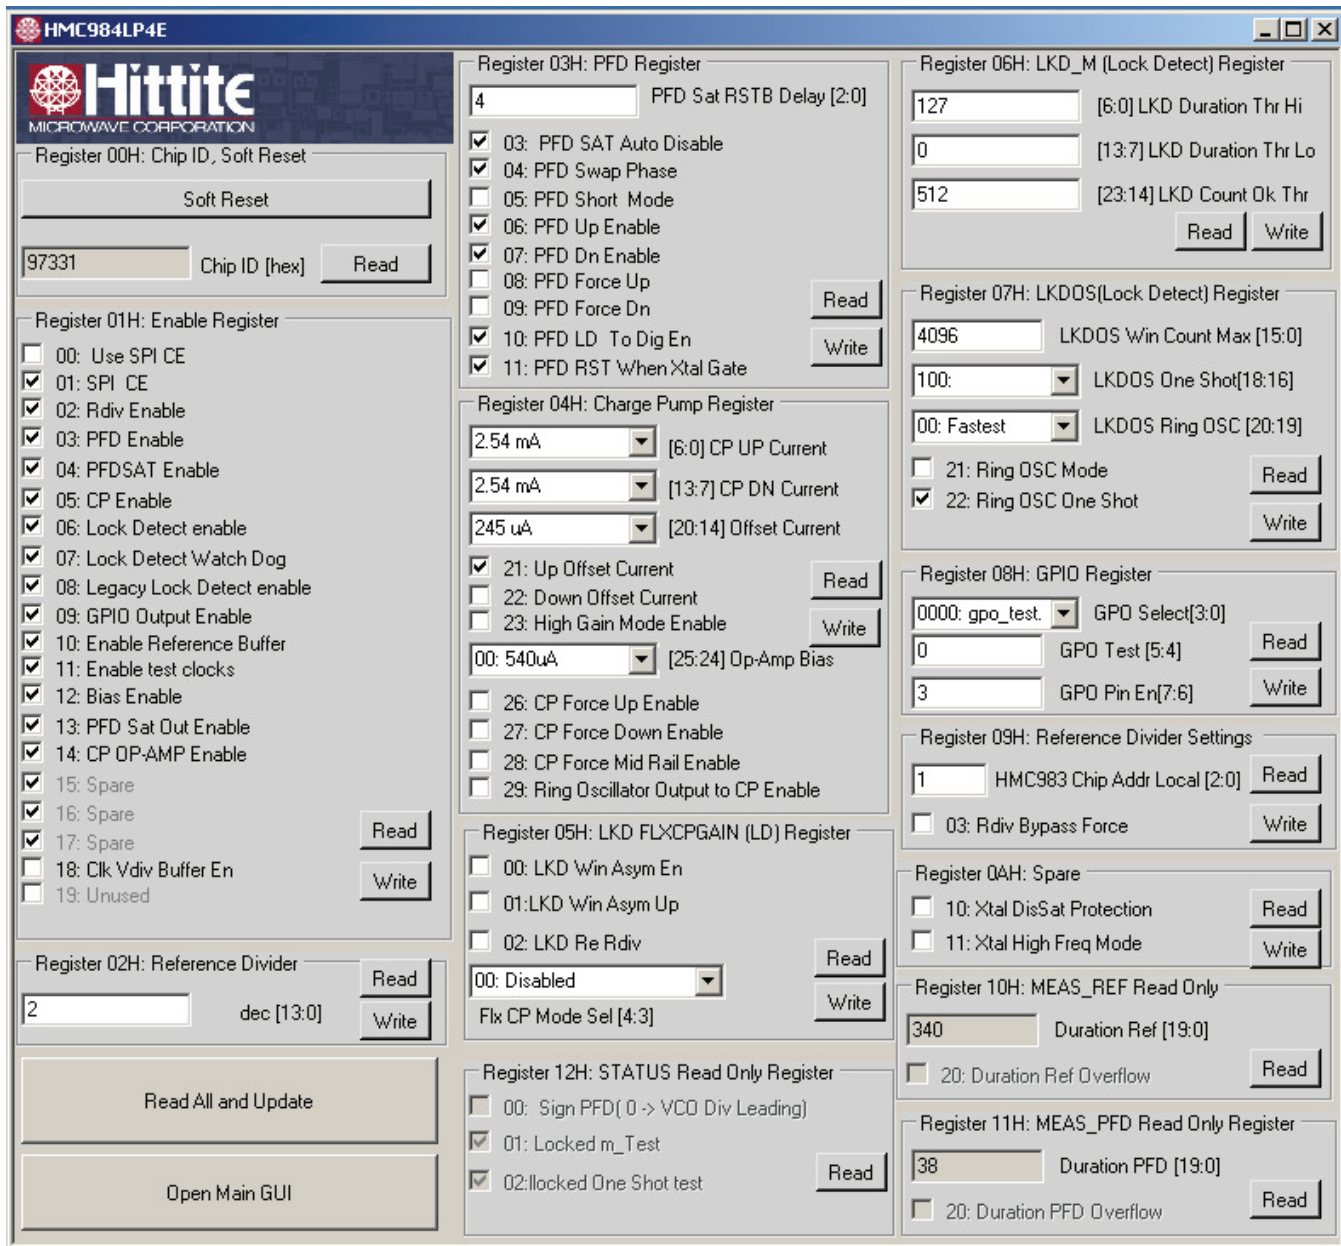 HMC984LP4E
Hittite
MICROWAVE CORPORATION
Register 00H: Chip ID, Soft Reset
Soft Reset
97331 Chip ID [hex] Read
Register 01H: Enable Register
00: Use SPI CE
01: SPI CE
02: Rdiv Enable
03: PFD Enable
04: PFDSAT Enable
05: CP Enable
06: Lock Detect enable
07: Lock Detect Watch Dog
08: Legacy Lock Detect enable
09: GPIO Output Enable
10: Enable Reference Buffer
11: Enable test clocks
12: Bias Enable
13: PFD Sat Out Enable
14: CP OP-AMP Enable
15: Spare
16: Spare
17: Spare
Read
18: Clk Vdiv Buffer En
Write
19: Unused
Register 02H: Reference Divider
Read
2 dec [13:0]
Write
Read All and Update
Open Main GUI
Register 03H: PFD Register
4 PFD Sat RSTB Delay [2:0]
03: PFD SAT Auto Disable
04: PFD Swap Phase
05: PFD Short Mode
06: PFD Up Enable
07: PFD Dn Enable
08: PFD Force Up
Read
09: PFD Force Dn
10: PFD LD To Dig En
Write
11: PFD RST When Xtal Gate
Register 04H: Charge Pump Register
2.54 mA [6:0] CP UP Current
2.54 mA [13:7] CP DN Current
245 uA [20:14] Offset Current
21: Up Offset Current
Read
22: Down Offset Current
23: High Gain Mode Enable
Write
00: 540uA [25:24] Op-Amp Bias
26: CP Force Up Enable
27: CP Force Down Enable
28: CP Force Mid Rail Enable
29: Ring Oscillator Output to CP Enable
Register 05H: LKD FLXCPGAIN (LD) Register
00: LKD Win Asym En
01:LKD Win Asym Up
02: LKD Re Rdiv
Read
00: Disabled
Write
Flx CP Mode Sel [4:3]
Register 12H: STATUS Read Only Register
00: Sign PFD( 0 -> VCO Div Leading)
01: Locked m_Test
Read
02:llocked One Shot test
Register 06H: LKD_M (Lock Detect) Register
127 [6:0] LKD Duration Thr Hi
0 [13:7] LKD Duration Thr Lo
512 [23:14] LKD Count Ok Thr
Read Write
Register 07H: LKDOS(Lock Detect) Register
4096 LKDOS Win Count Max [15:0]
100: LKDOS One Shot[18:16]
00: Fastest LKDOS Ring OSC [20:19]
21: Ring OSC Mode
Read
22: Ring OSC One Shot
Write
Register 08H: GPIO Register
0000: gpo_test. GPO Select[3:0]
0 GPO Test [5:4] Read
3 GPO Pin En[7:6] Write
Register 09H: Reference Divider Settings
1 HMC983 Chip Addr Local [2:0] Read
03: Rdiv Bypass Force Write
Register 0AH: Spare
10: Xtal DisSat Protection Read
11: Xtal High Freq Mode Write
Register 10H: MEAS_REF Read Only
340 Duration Ref [19:0]
20: Duration Ref Overflow Read
Register 11H: MEAS_PFD Read Only Register
38 Duration PFD [19:0]
Read
20: Duration PFD Overflow